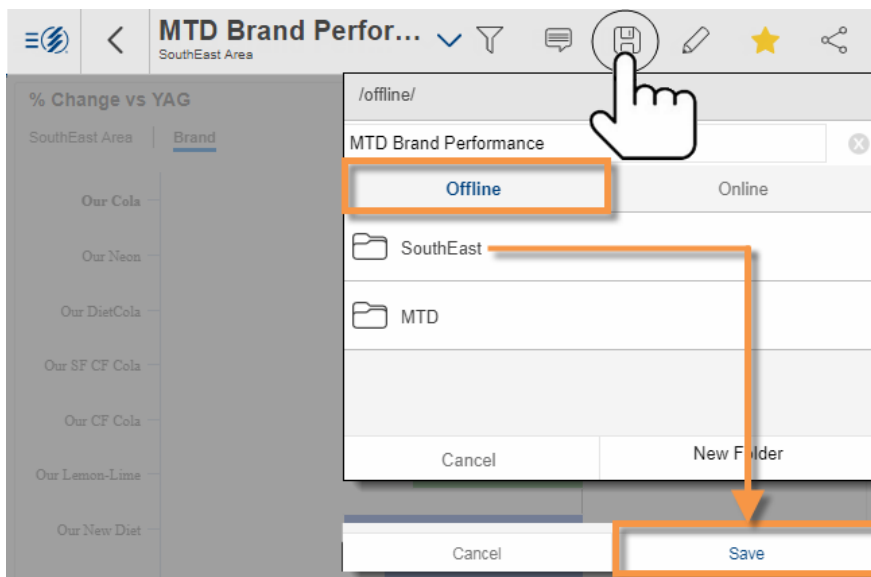 MTD Brand Perfor...
SouthEast Area
% Change vs YAG
SouthEast Area Brand
Our Cola
Our Neon
Our DietCola
Our SF CF Cola
Our CF Cola
Our Lemon-Lime
Our New Diet
/offline/
MTD Brand Performance
Offline Online
SouthEast
MTD
Cancel New Folder
Cancel Save